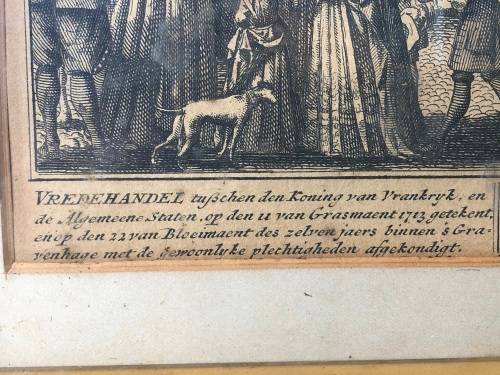 VREDEHANDEL tusſchen den Koning van Vrankryk, en
de Algemeene Staten, op den 11 van Grasmaent 1713 getekent,
en op den 22 van Bloeimaent des zelven jaers binnen 's Gra-
venhage met de gewoonlyke plechtigheden afgekondigt.